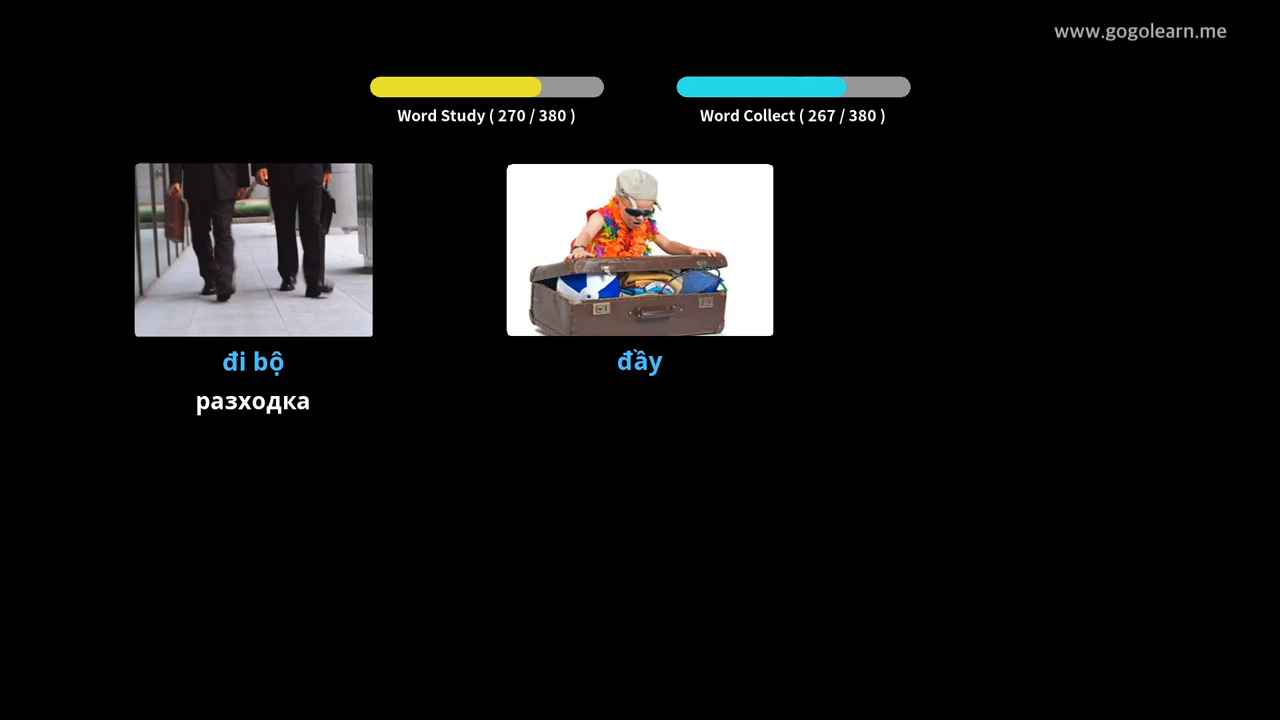 www.gogolearn.me
Word Study ( 270 / 380 )
Word Collect ( 267 / 380 )
đi bộ
đầy
разходка